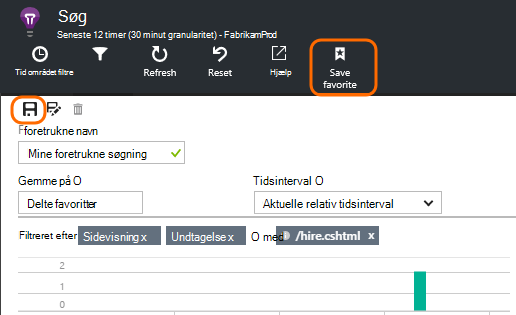 Søg
Seneste 12 timer (30 minut granularitet) - FabrikamProd
Tid området filtre
Refresh
Reset
Hjælp
Save
favorite
Fforetrukne navn
Mine foretrukne søgning
Gemme på O
Tidsinterval O
Delte favoritter
Aktuelle relativ tidsinterval
Filtreret efter Sidevisning x Undtagelse x O med /hire.cshtml x
2
1
0